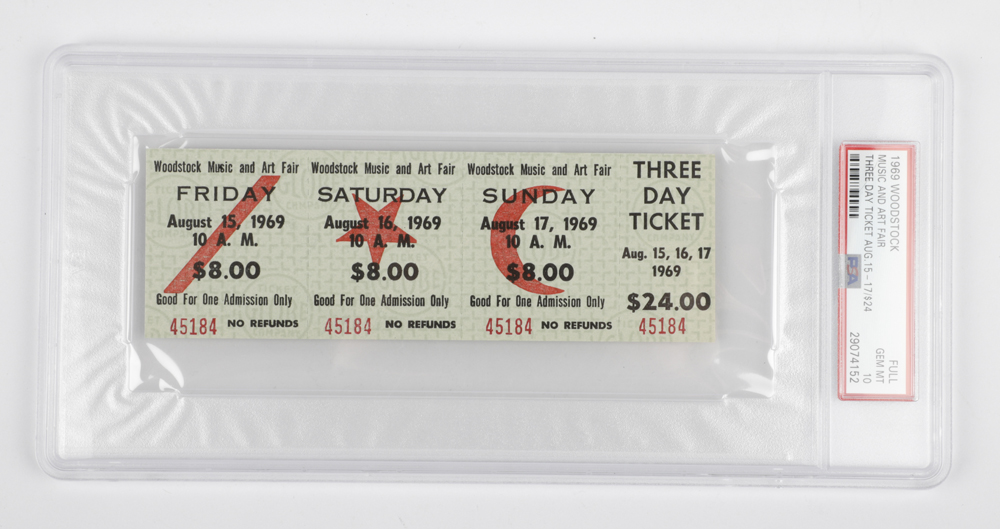 Woodstock Music and Art Fair
FRIDAY
August 15, 1969
10 A. M.
$8.00
Good For One Admission Only
45184 NO REFUNDS
Woodstock Music and Art Fair
SATURDAY
August 16, 1969
10 A. M.
$8.00
Good For One Admission Only
45184 NO REFUNDS
Woodstock Music and Art Fair
SUNDAY
August 17, 1969
10 A. M.
$8.00
Good For One Admission Only
45184 NO REFUNDS
THREE
DAY
TICKET
Aug. 15, 16, 17
1969
$24.00
45184
1969 WOODSTOCK
MUSIC AND ART FAIR
THREE DAY TICKET AUG.15 - 17/$24
PSA
FULL
GEM MT
10
29074152